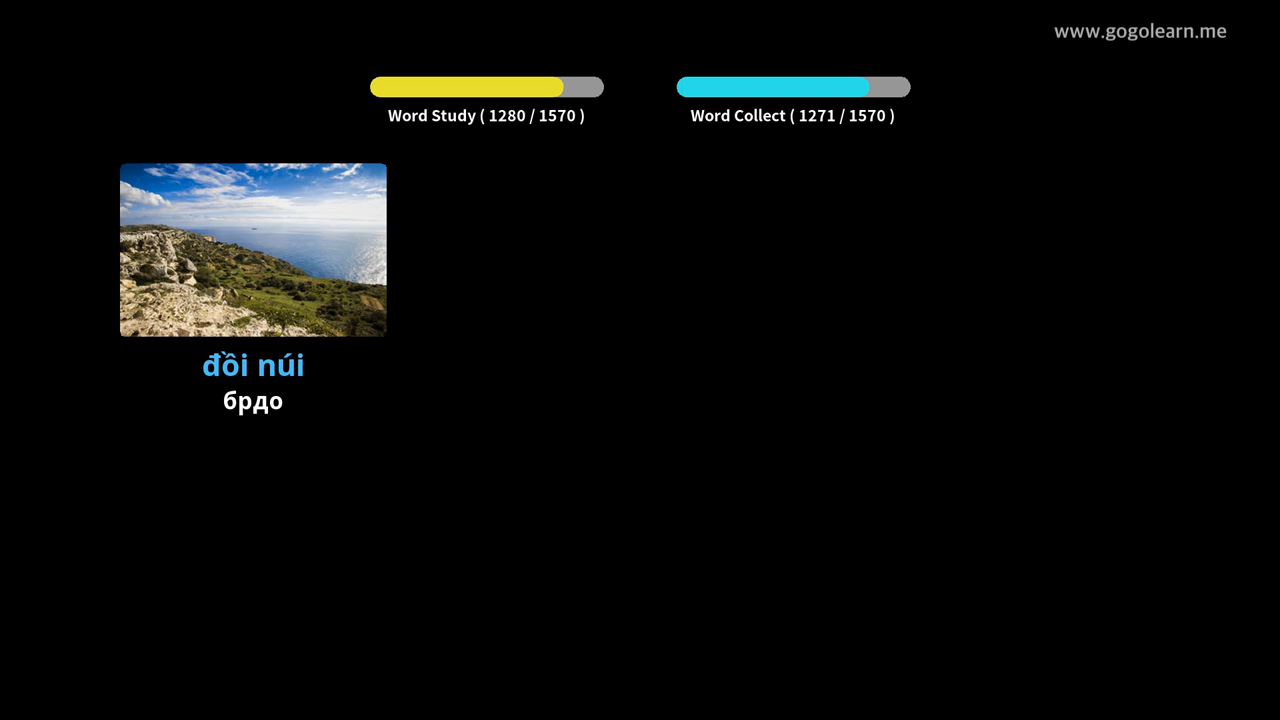 www.gogolearn.me
Word Study ( 1280 / 1570 )
Word Collect ( 1271 / 1570 )
đồi núi
брдо